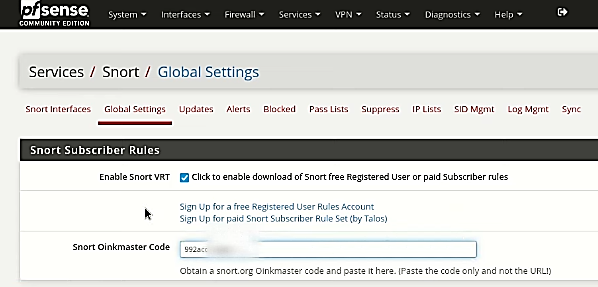 pfsense
COMMUNITY EDITION
System Interfaces Firewall Services VPN Status Diagnostics Help
Services / Snort / Global Settings
Snort Interfaces Global Settings Updates Alerts Blocked Pass Lists Suppress IP Lists SID Mgmt Log Mgmt Sync
Snort Subscriber Rules
Enable Snort VRT Click to enable download of Snort free Registered User or paid Subscriber rules
Sign Up for a free Registered User Rules Account
Sign Up for paid Snort Subscriber Rule Set (by Talos)
Snort Oinkmaster Code
Obtain a snort.org Oinkmaster code and paste it here. (Paste the code only and not the URL!)